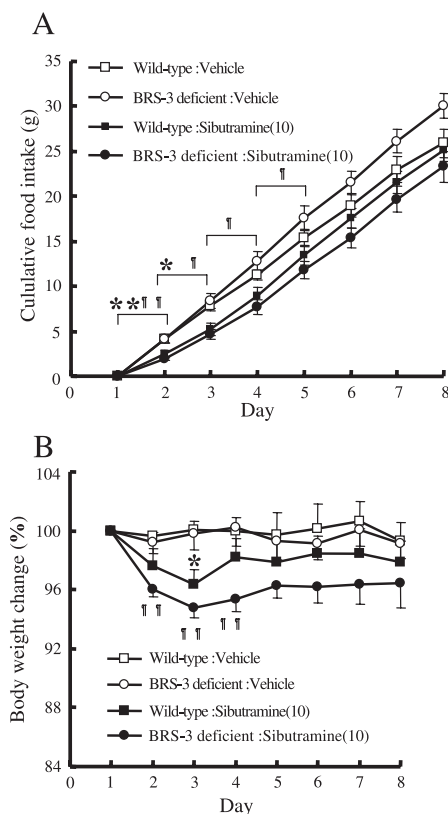 A
Wild-type :Vehicle
BRS-3 deficient :Vehicle
Wild-type :Sibutramine(10)
BRS-3 deficient :Sibutramine(10)
Cululative food intake (g)
35
30
25
20
15
10
5
0
¶
¶
* ¶
**¶ ¶
1 2 3 4 5 6 7 8
Day
B
Body weight change (%)
104
100
96
92
88
84
*
¶ ¶
¶ ¶
¶ ¶
Wild-type :Vehicle
BRS-3 deficient :Vehicle
Wild-type :Sibutramine(10)
BRS-3 deficient :Sibutramine(10)
1 2 3 4 5 6 7 8
Day